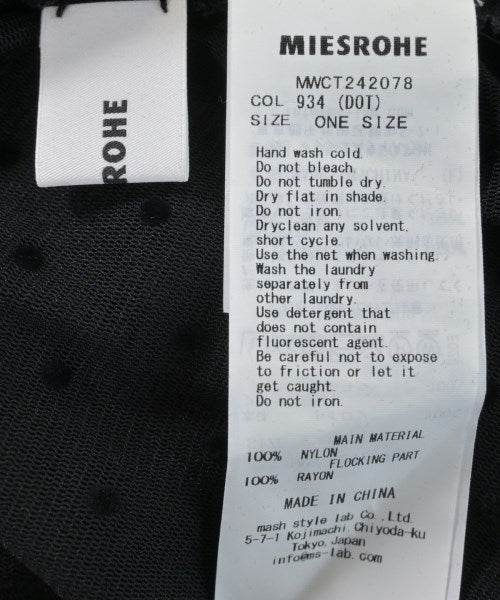 ROHE
MIESROHE
MWCT242078
COL 934 (DOT)
SIZE ONE SIZE
Hand wash cold.
Do not bleach.
Do not tumble dry.
Dry flat in shade.
Do not iron.
Dryclean any solvent.
short cycle.
Use the net when washing.
Wash the laundry
separately from
other laundry.
Use detergent that
does not contain
fluorescent agent.
Be careful not to expose
to friction or let it
get caught.
Do not iron.
MAIN MATERIAL
100% NYLON
FLOCKING PART
100% RAYON
MADE IN CHINA
mash style lab Co.,Ltd.
5-7-1 Kojimachi Chiyoda-ku
Tokyo, Japan
info@ms-lab.com